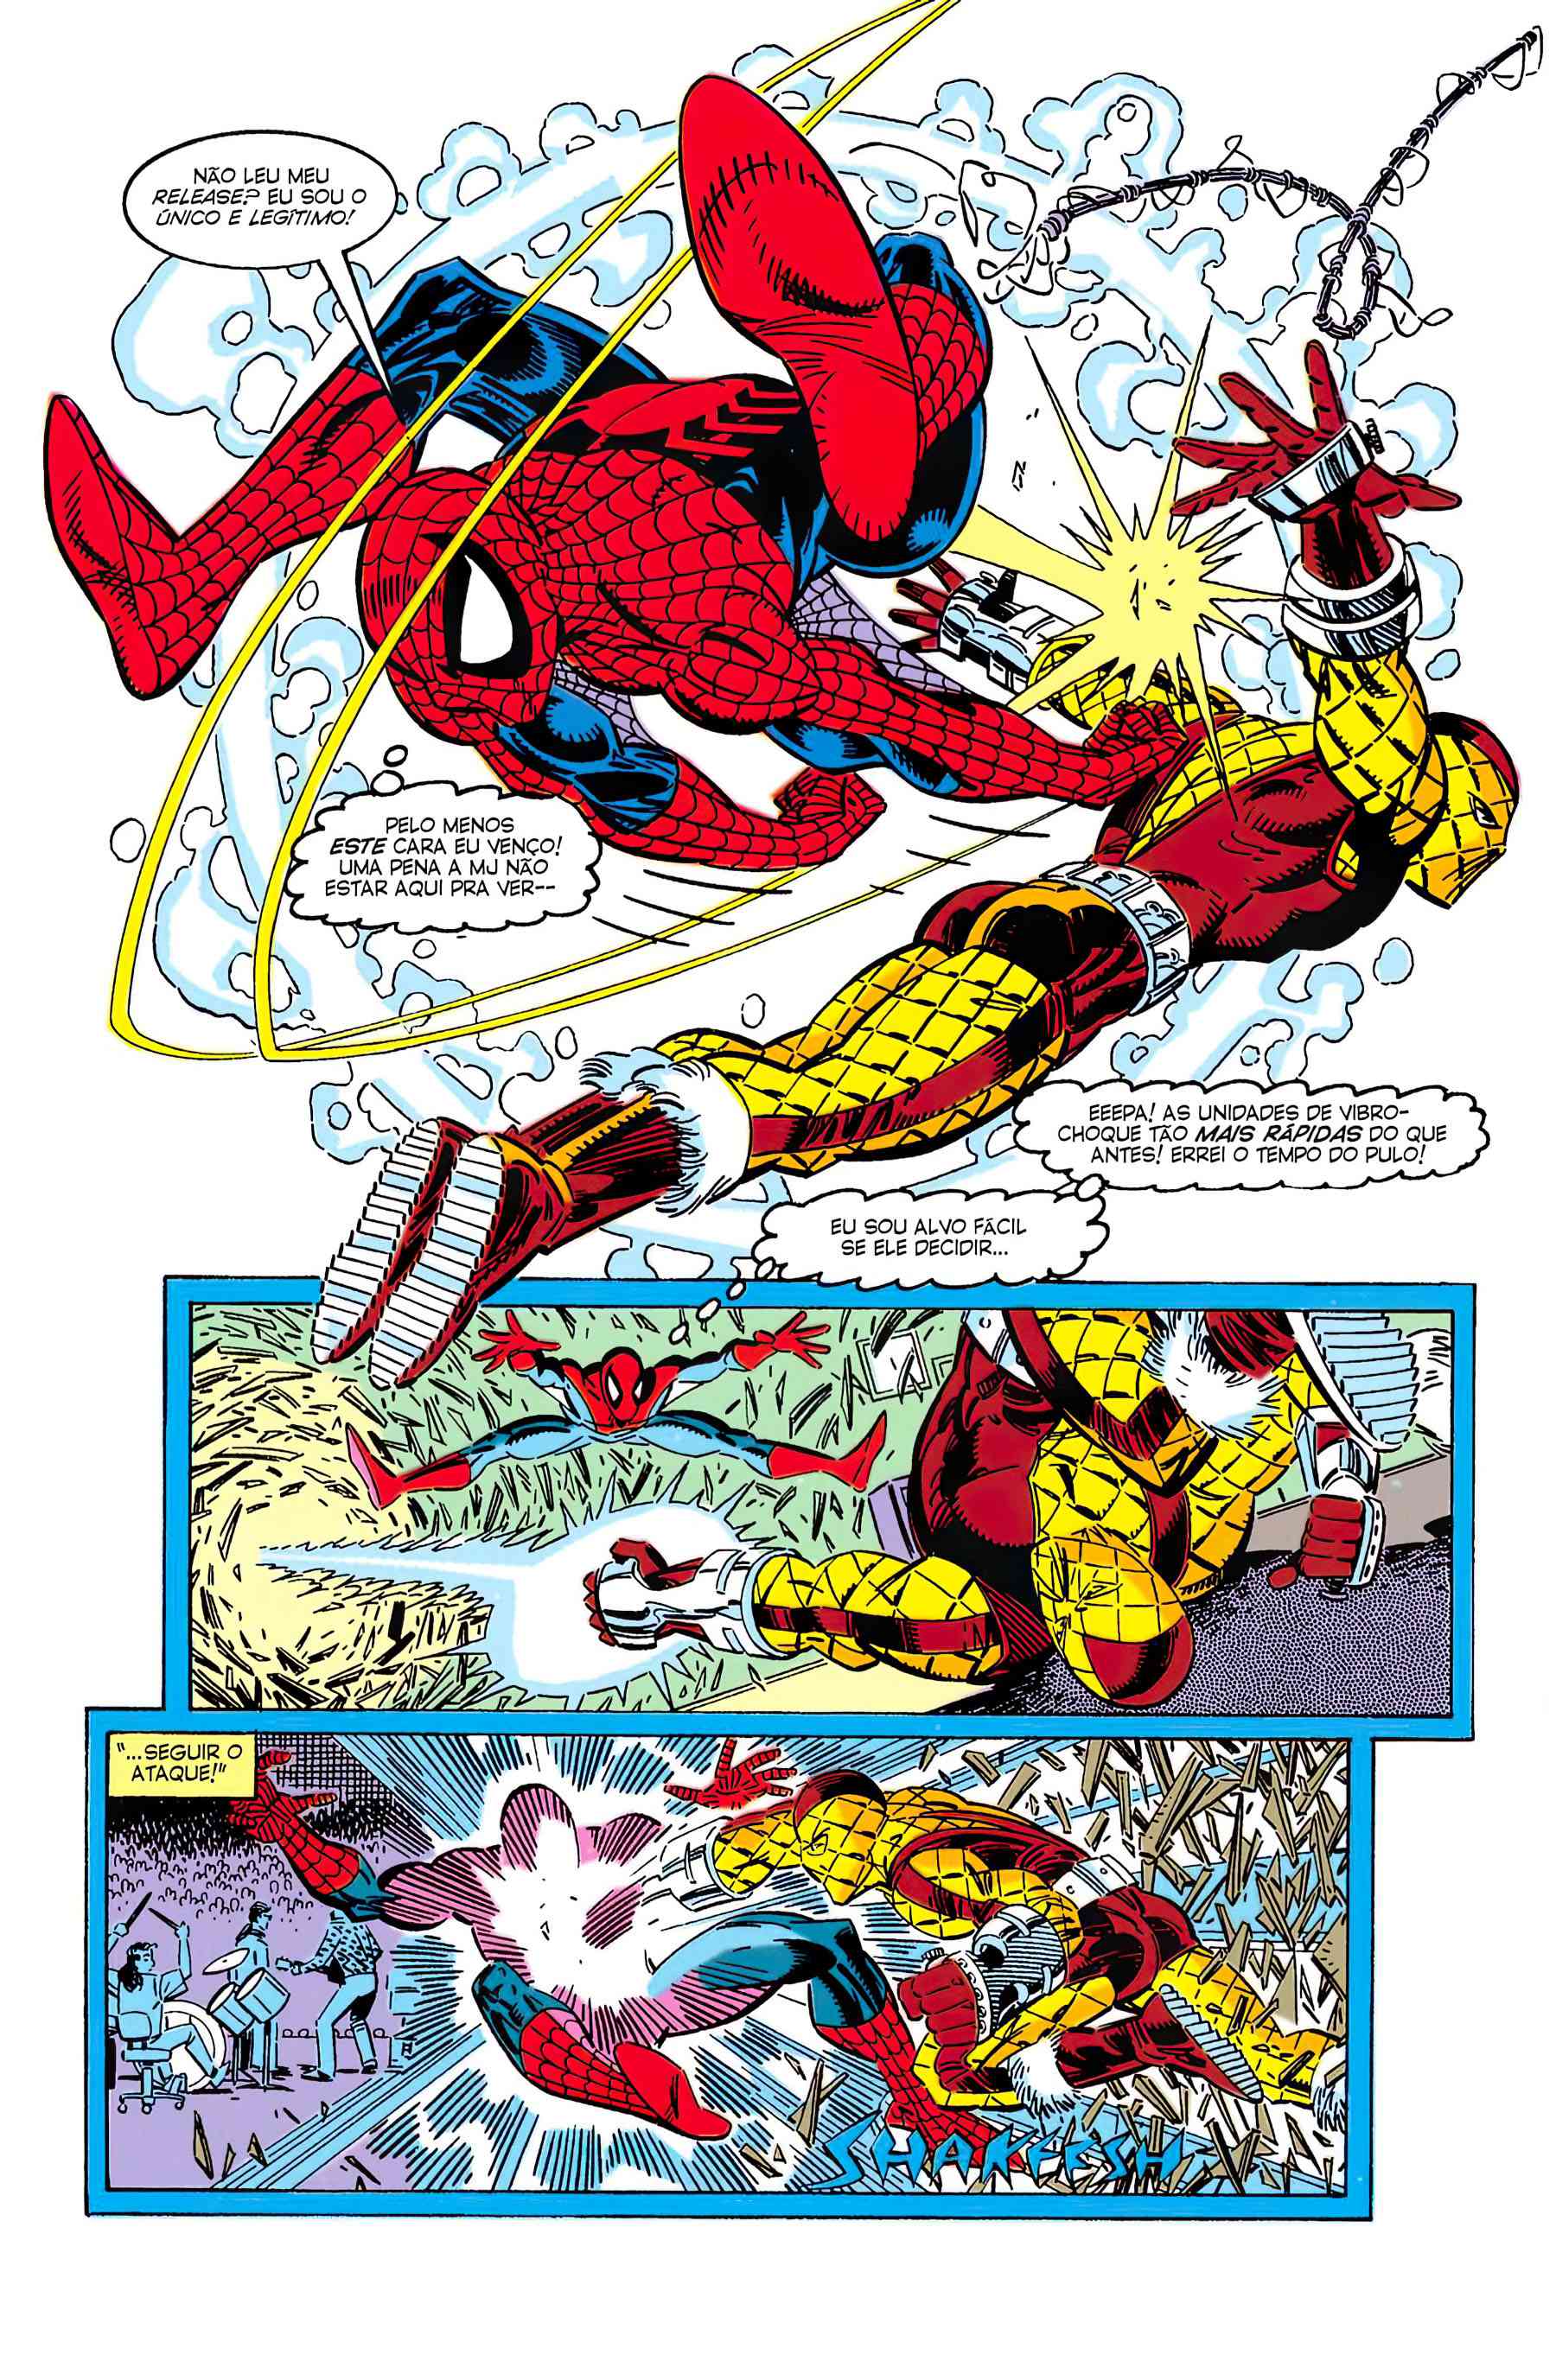 NÃO LEU MEU
RELEASE? EU SOU O
ÚNICO E LEGÍTIMO!
PELO MENOS
ESTE CARA EU VENÇO!
UMA PENA A MJ NÃO
ESTAR AQUI PRA VER--
EEEPA! AS UNIDADES DE VIBRO-
CHOQUE TÃO MAIS RÁPIDAS DO QUE
ANTES! ERREI O TEMPO DO PULO!
EU SOU ALVO FÁCIL
SE ELE DECIDIR...
"...SEGUIR O
ATAQUE!"
SHAKEESH